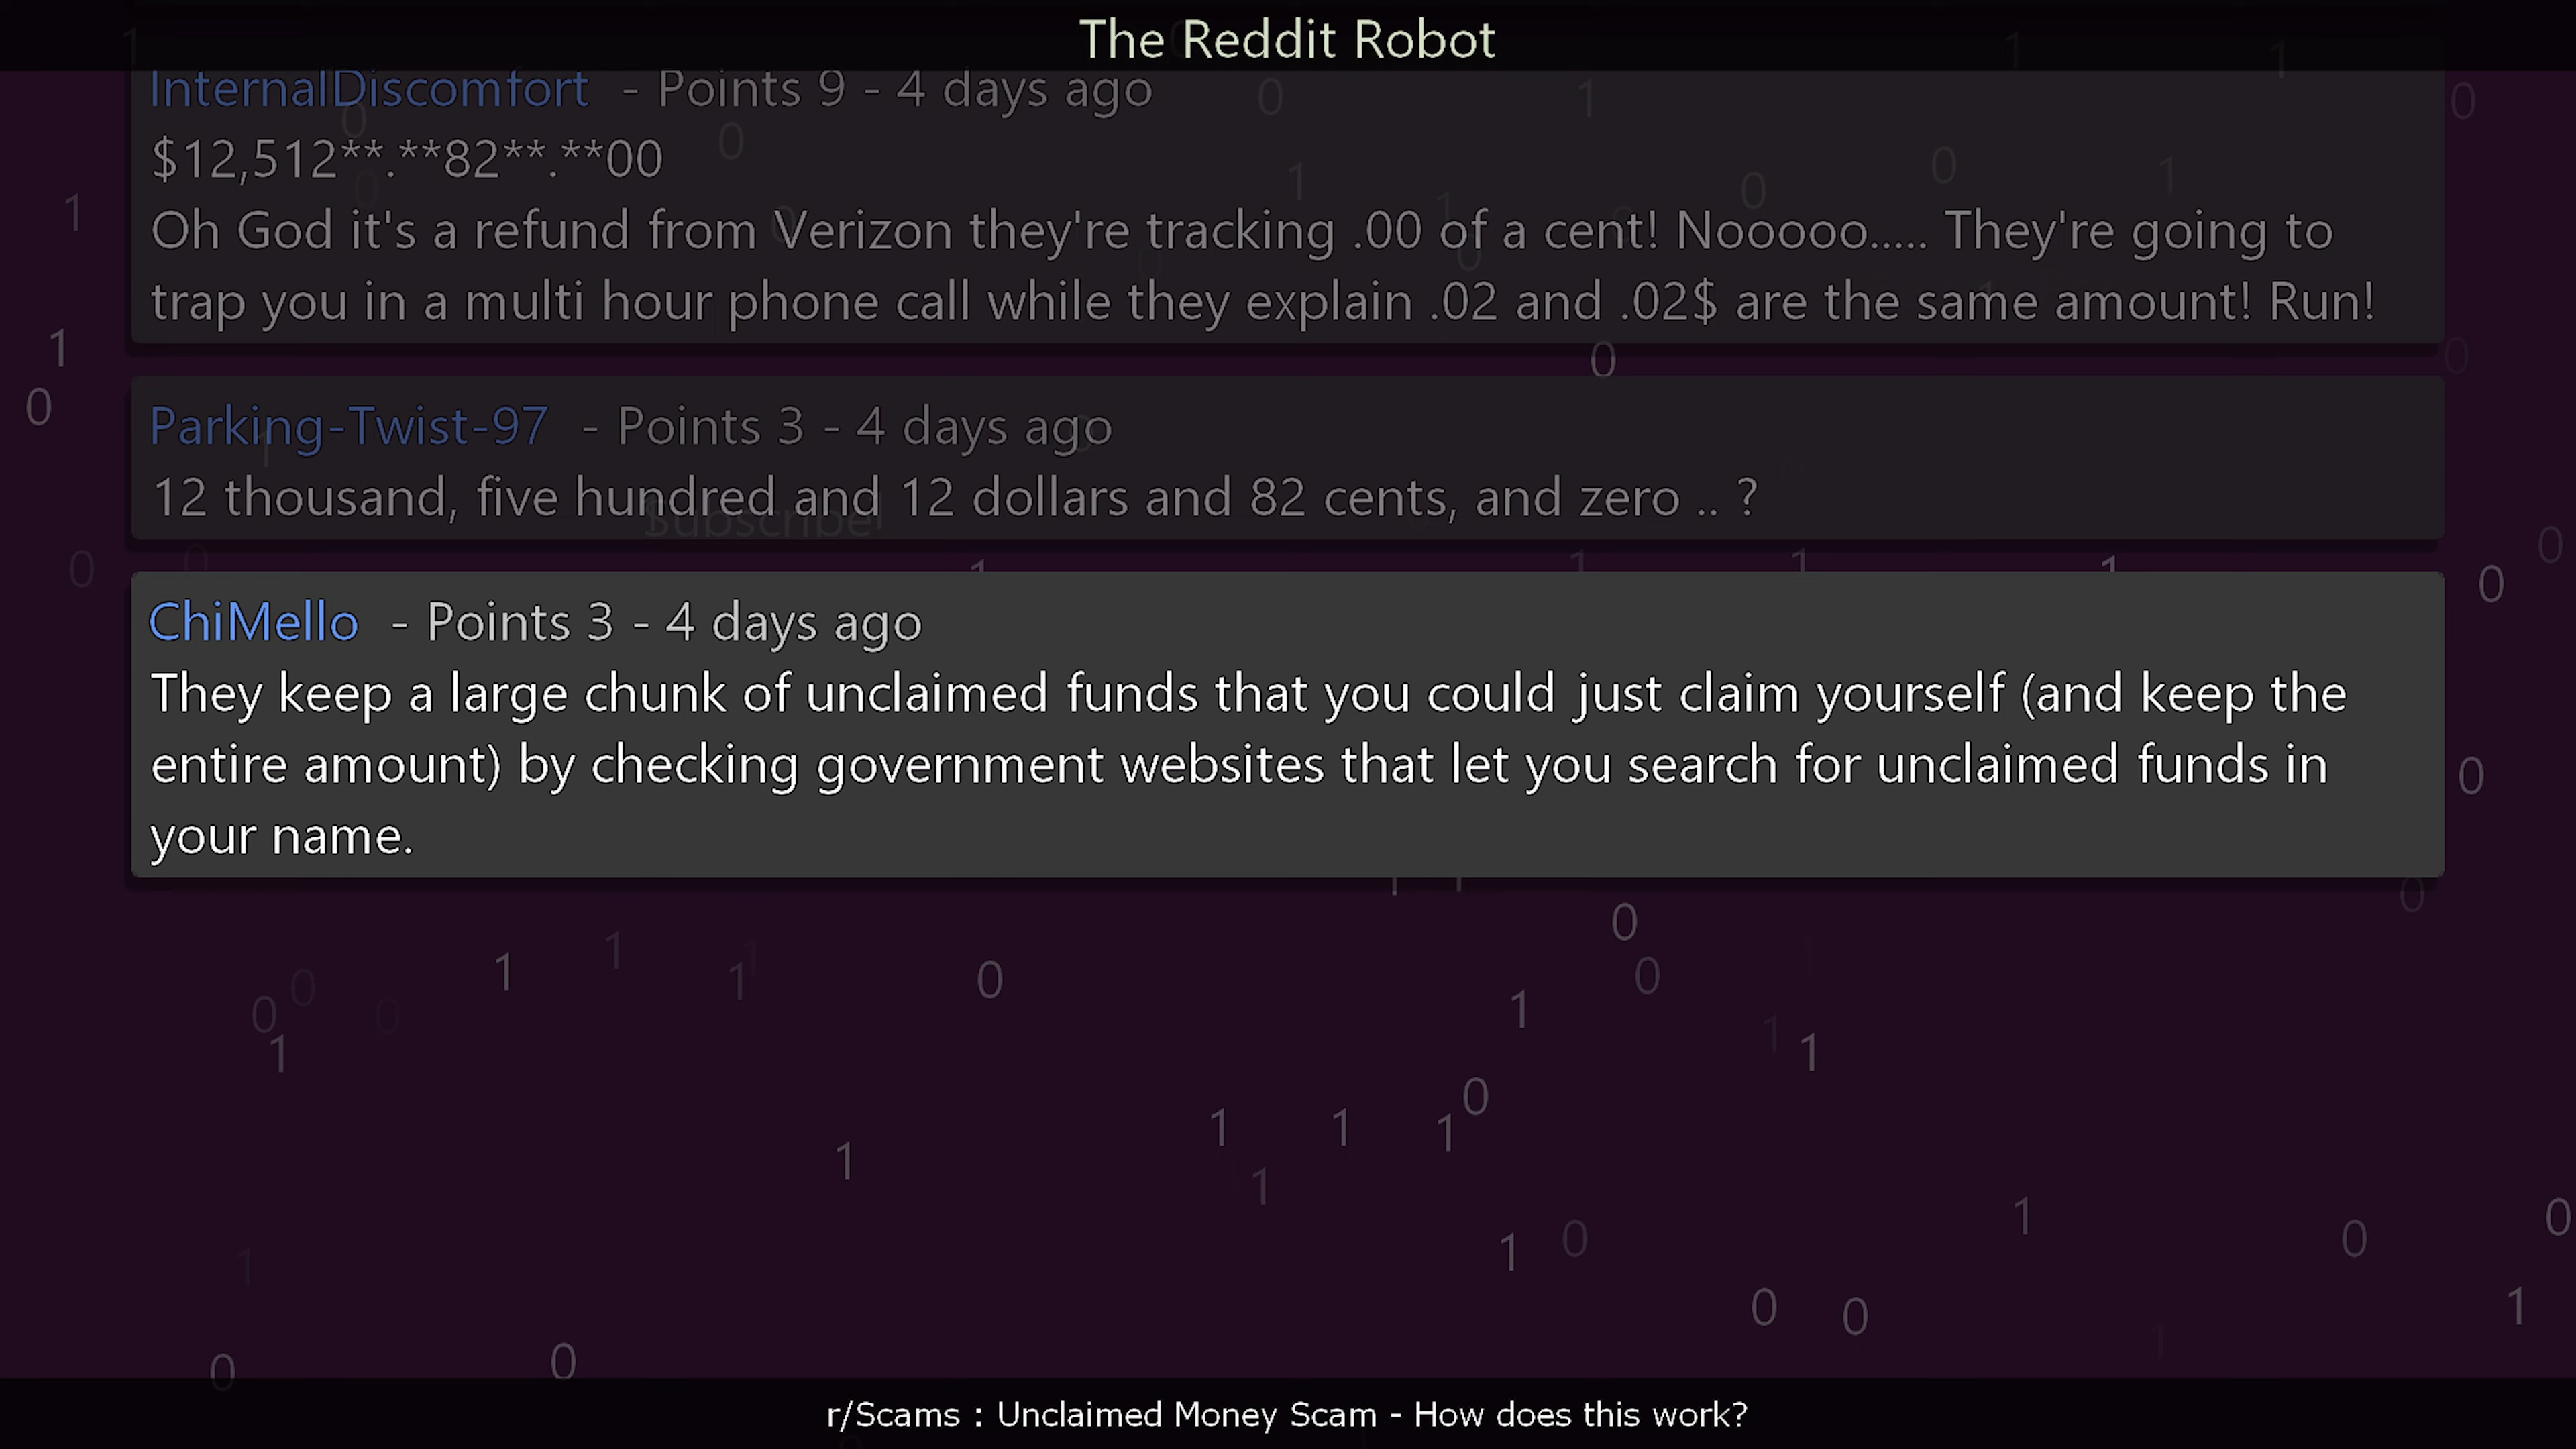 The Reddit Robot
InternalDiscomfort - Points 9 - 4 days ago
$12,512**.**82**.**00
Oh God it's a refund from Verizon they're tracking .00 of a cent! Nooooo..... They're going to
trap you in a multi hour phone call while they explain .02 and .02$ are the same amount! Run!
Parking-Twist-97 - Points 3 - 4 days ago
12 thousand, five hundred and 12 dollars and 82 cents, and zero .. ?
Subscribe!
ChiMello - Points 3 - 4 days ago
They keep a large chunk of unclaimed funds that you could just claim yourself (and keep the
entire amount) by checking government websites that let you search for unclaimed funds in
your name.
r/Scams : Unclaimed Money Scam - How does this work?